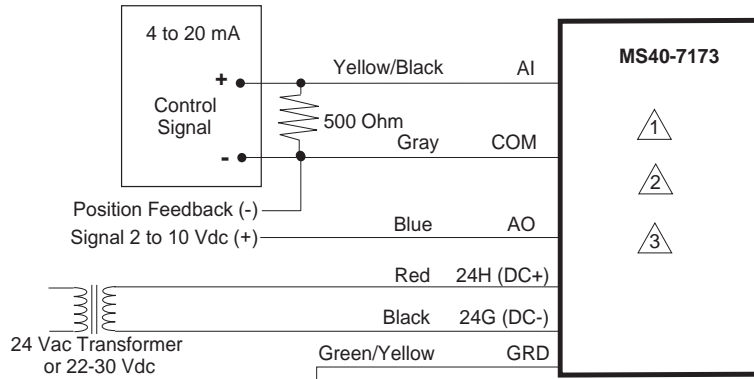 4 to 20 mA
MS40-7173
Yellow/Black AI
+
Control
Signal
500 Ohm
1
Gray COM
-
2
Position Feedback (-)
Signal 2 to 10 Vdc (+)
Blue AO
3
Red 24H (DC+)
Black 24G (DC-)
24 Vac Transformer
or 22-30 Vdc
Green/Yellow GRD